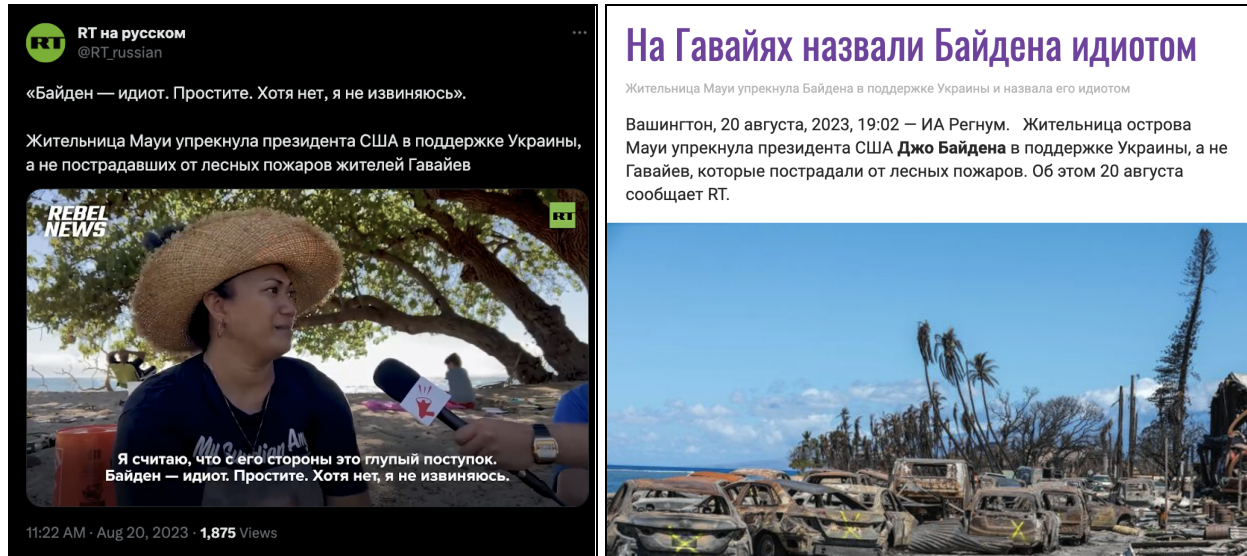 RT на русском
@RT_russian
«Байден — идиот. Простите. Хотя нет, я не извиняюсь».
Жительница Мауи упрекнула президента США в поддержке Украины,
а не пострадавших от лесных пожаров жителей Гавайев
REBEL
NEWS
RT
My Guardian An
Я считаю, что с его стороны это глупый поступок.
Байден — идиот. Простите. Хотя нет, я не извиняюсь.
11:22 AM · Aug 20, 2023 · 1,875 Views
На Гавайях назвали Байдена идиотом
Жительница Мауи упрекнула Байдена в поддержке Украины и назвала его идиотом
Вашингтон, 20 августа, 2023, 19:02 — ИА Регнум. Жительница острова
Мауи упрекнула президента США Джо Байдена в поддержке Украины, а не
Гавайев, которые пострадали от лесных пожаров. Об этом 20 августа
сообщает RT.